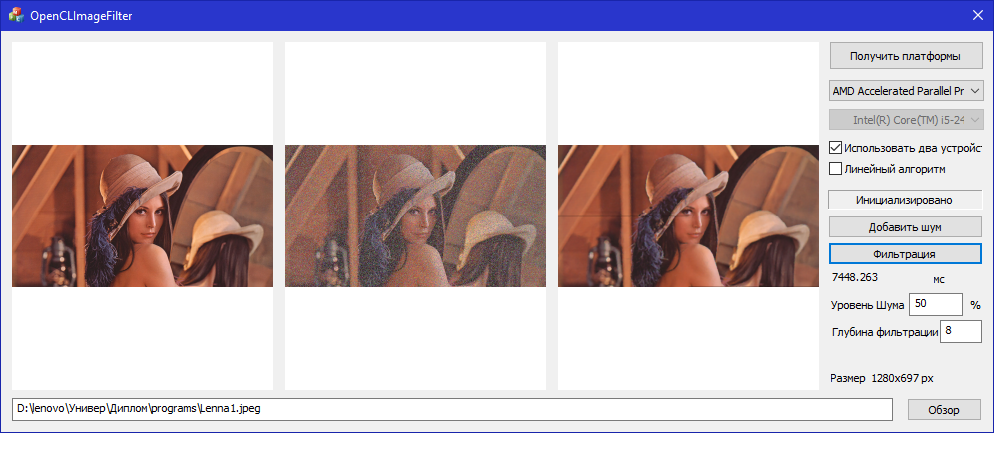 OpenCLImageFilter
Получить платформы
AMD Accelerated Parallel Pr
Intel(R) Core(TM) i5-24
Использовать два устройст
Линейный алгоритм
Инициализировано
Добавить шум
Фильтрация
7448.263 мс
Уровень Шума 50 %
Глубина фильтрации 8
Размер 1280x697 px
D:\lenovo\Универ\Диплом\programs\Lenna1.jpeg
Обзор